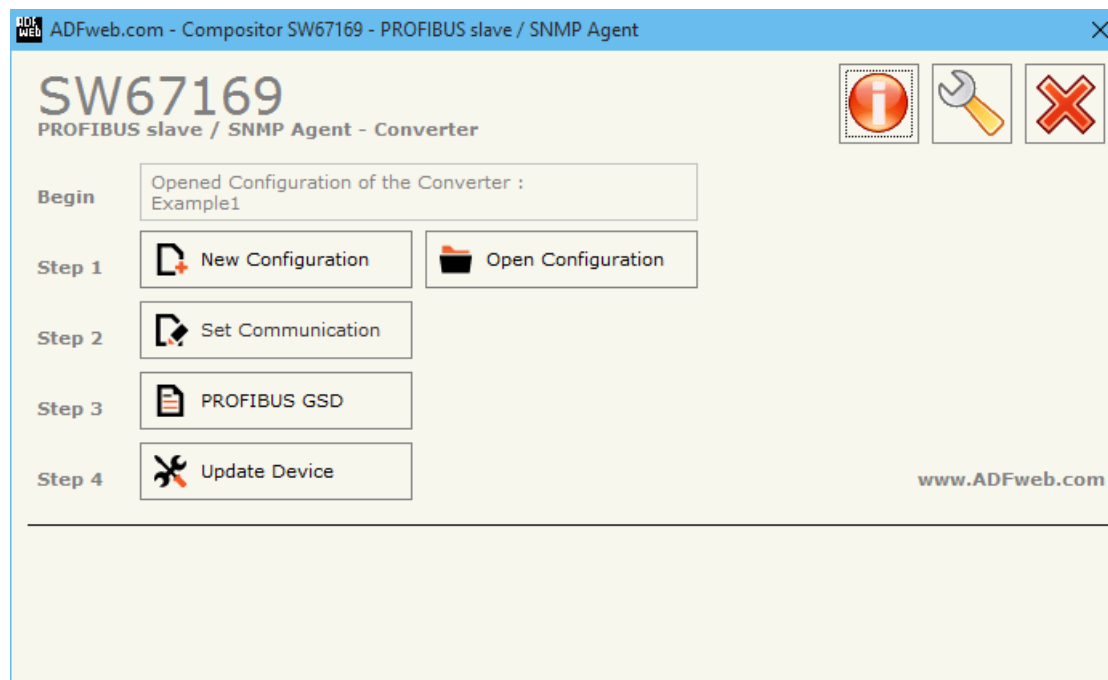 ADF
WEB
ADFweb.com - Compositor SW67169 - PROFIBUS slave / SNMP Agent
SW67169
PROFIBUS slave / SNMP Agent - Converter
Begin
Opened Configuration of the Converter :
Example1
Step 1
New Configuration
Open Configuration
Step 2
Set Communication
Step 3
PROFIBUS GSD
Step 4
Update Device
www.ADFweb.com